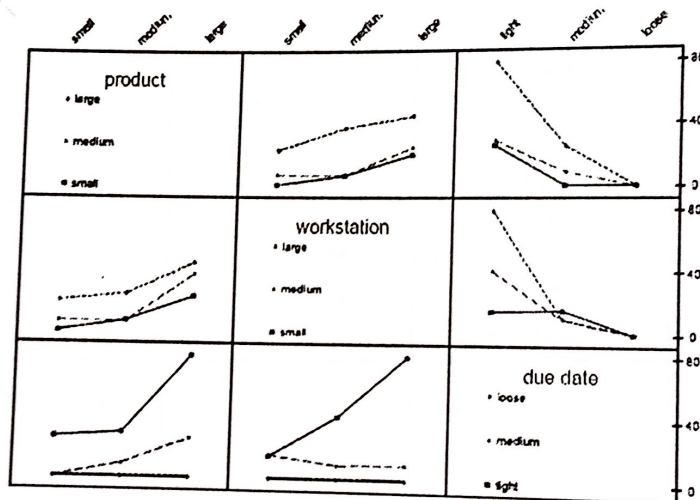 small medium large small medium large tight medium loose
product
large
medium
small
80
40
0
workstation
large
medium
small
80
40
0
due date
loose
medium
tight
80
40
0